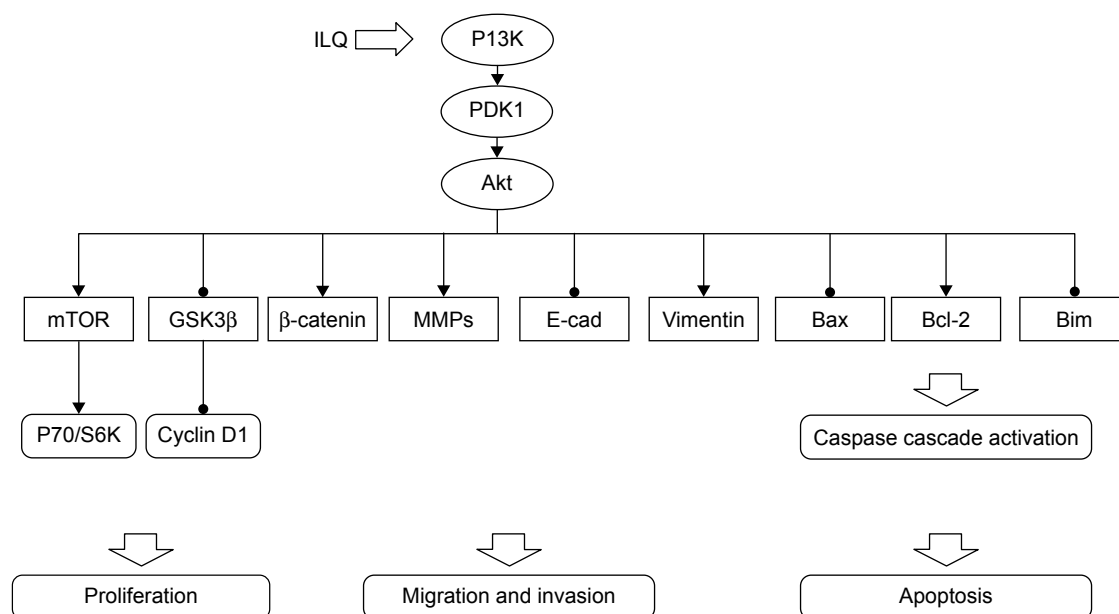 ILQ
P13K
PDK1
Akt
mTOR GSK3β β-catenin MMPs E-cad Vimentin Bax Bcl-2 Bim
P70/S6K Cyclin D1 Caspase cascade activation
Proliferation Migration and invasion Apoptosis